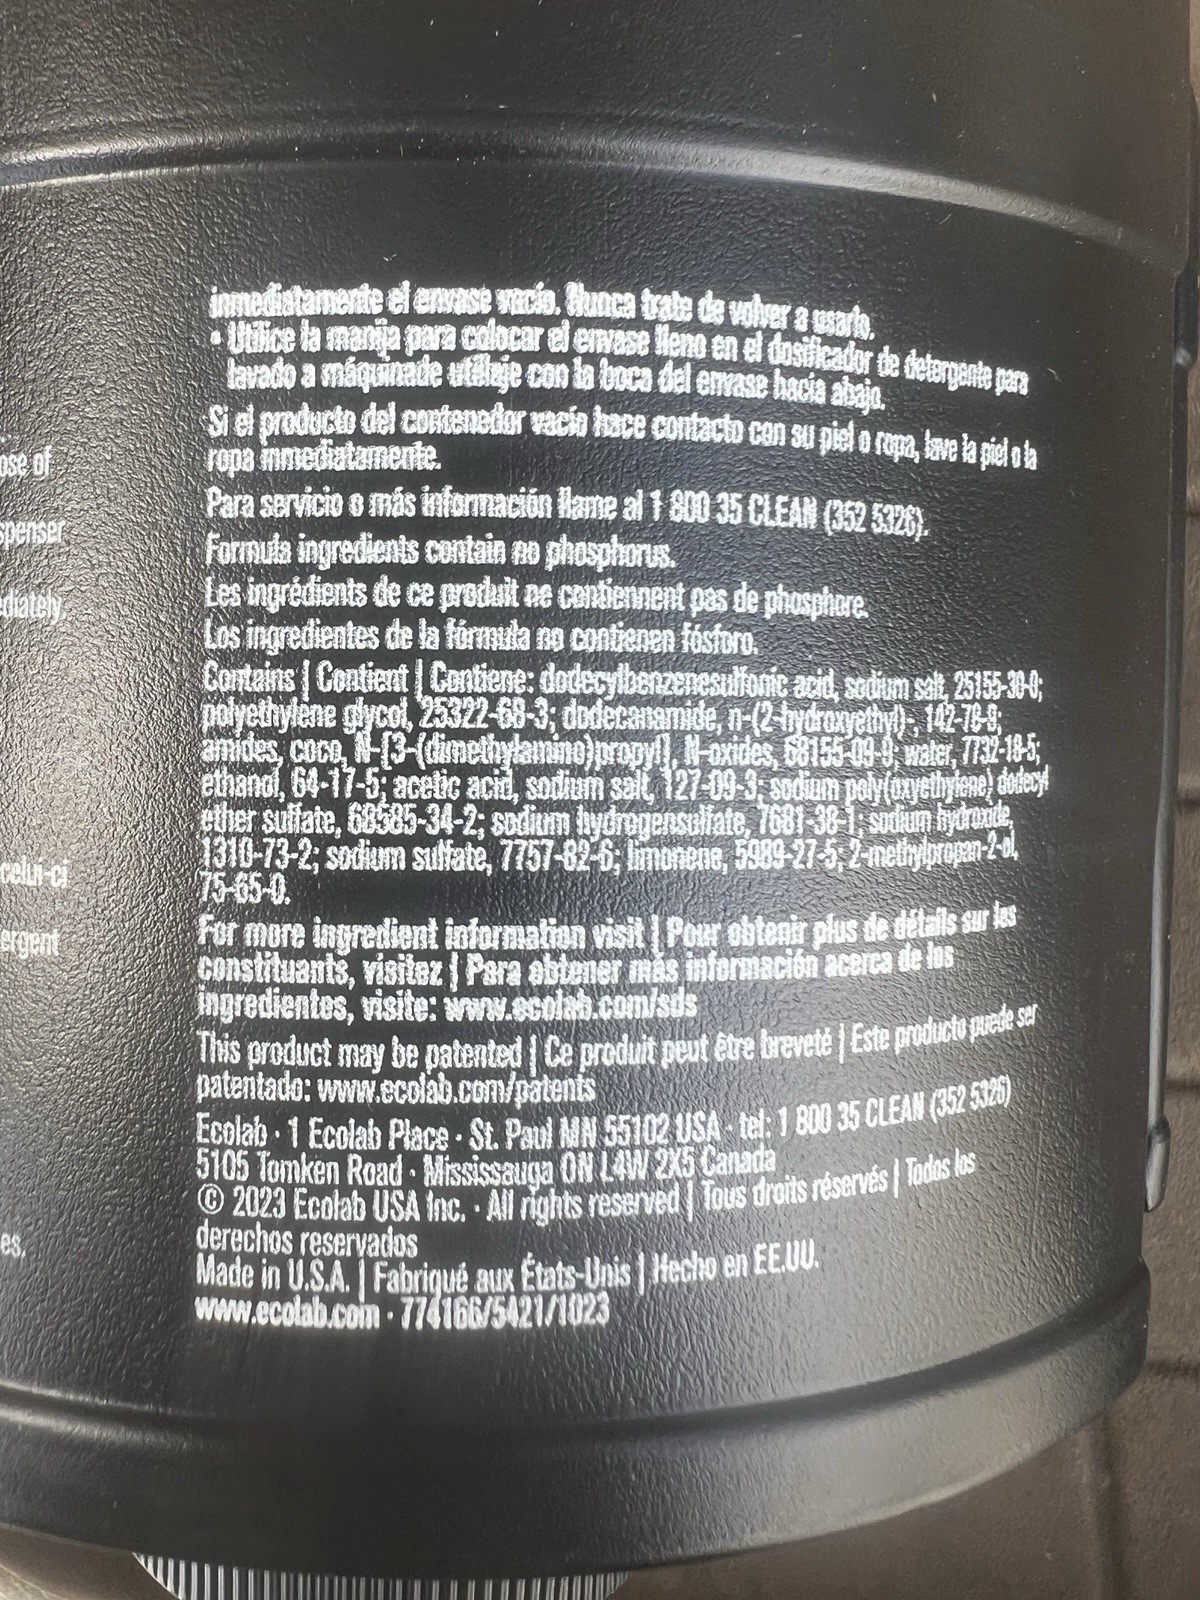 inmediatamente el envase vacío. Nunca trate de volver a usarlo.
• Utilice la manija para colocar el envase lleno en el dosificador de detergente para
lavado a máquinade utillaje con la boca del envase hacia abajo.
Si el producto del contenedor vacío hace contacto con su piel o ropa, lave la piel o la
ropa inmediatamente.
Para servicio o más información llame al 1 800 35 CLEAN (352 5326).
Formula ingredients contain no phosphorus.
Les ingrédients de ce produit ne contiennent pas de phosphore.
Los ingredientes de la fórmula no contienen fósforo.
Contains | Contient | Contiene: dodecylbenzenesulfonic acid, sodium salt, 25155-30-0;
polyethylene glycol, 25322-68-3; dodecanamide, n-(2-hydroxyethyl)-, 142-78-9;
amides, coco, N-[3-(dimethylamino)propyl], N-oxides, 68155-09-9; water, 7732-18-5;
ethanol, 64-17-5; acetic acid, sodium salt, 127-09-3; sodium poly(oxyethylene) dodecyl
ether sulfate, 68585-34-2; sodium hydrogensulfate, 7681-38-1; sodium hydroxide,
1310-73-2; sodium sulfate, 7757-82-6; limonene, 5989-27-5; 2-methylpropan-2-ol,
75-65-0.
For more ingredient information visit | Pour obtenir plus de détails sur les
constituants, visitez | Para obtener más información acerca de los
ingredientes, visite: www.ecolab.com/sds
This product may be patented | Ce produit peut être breveté | Este producto puede ser
patentado: www.ecolab.com/patents
Ecolab · 1 Ecolab Place · St. Paul MN 55102 USA · tel: 1 800 35 CLEAN (352 5326)
5105 Tomken Road · Mississauga ON L4W 2X5 Canada
© 2023 Ecolab USA Inc. · All rights reserved | Tous droits réservés | Todos los
derechos reservados
Made in U.S.A. | Fabriqué aux États-Unis | Hecho en EE.UU.
www.ecolab.com · 774166/5421/1023
ose of
spenser
ediately
celui-ci
ergent
es.